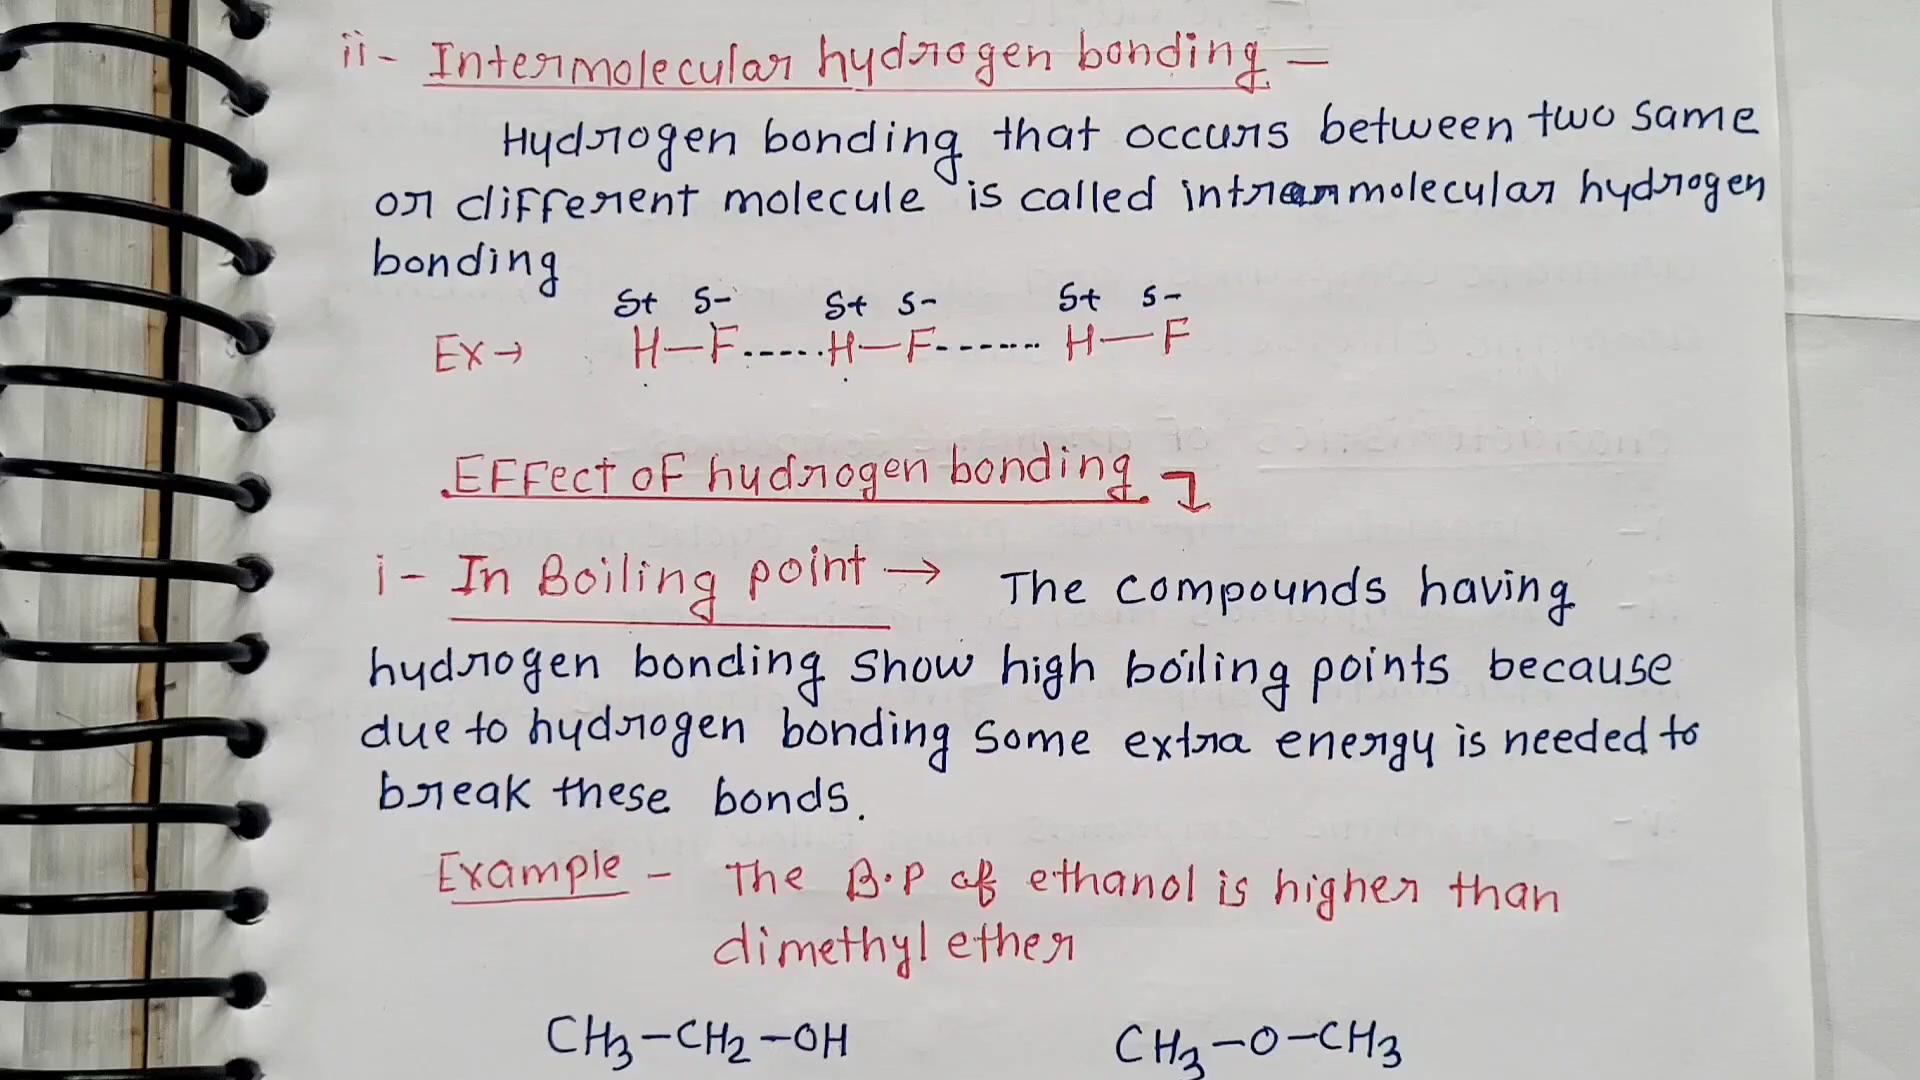 ii- Intermolecular hydrogen bonding -
Hydrogen bonding that occurs between two same
or different molecule is called intramolecular hydrogen
bonding
δ+ δ- δ+ δ- δ+ δ-
Ex→ H-F.....H-F------H-F
Effect of hydrogen bonding
i- In Boiling point → The compounds having
hydrogen bonding show high boiling points because
due to hydrogen bonding some extra energy is needed to
break these bonds.
Example - The B.P of ethanol is higher than
dimethyl ether
CH3-CH2-OH CH3-O-CH3